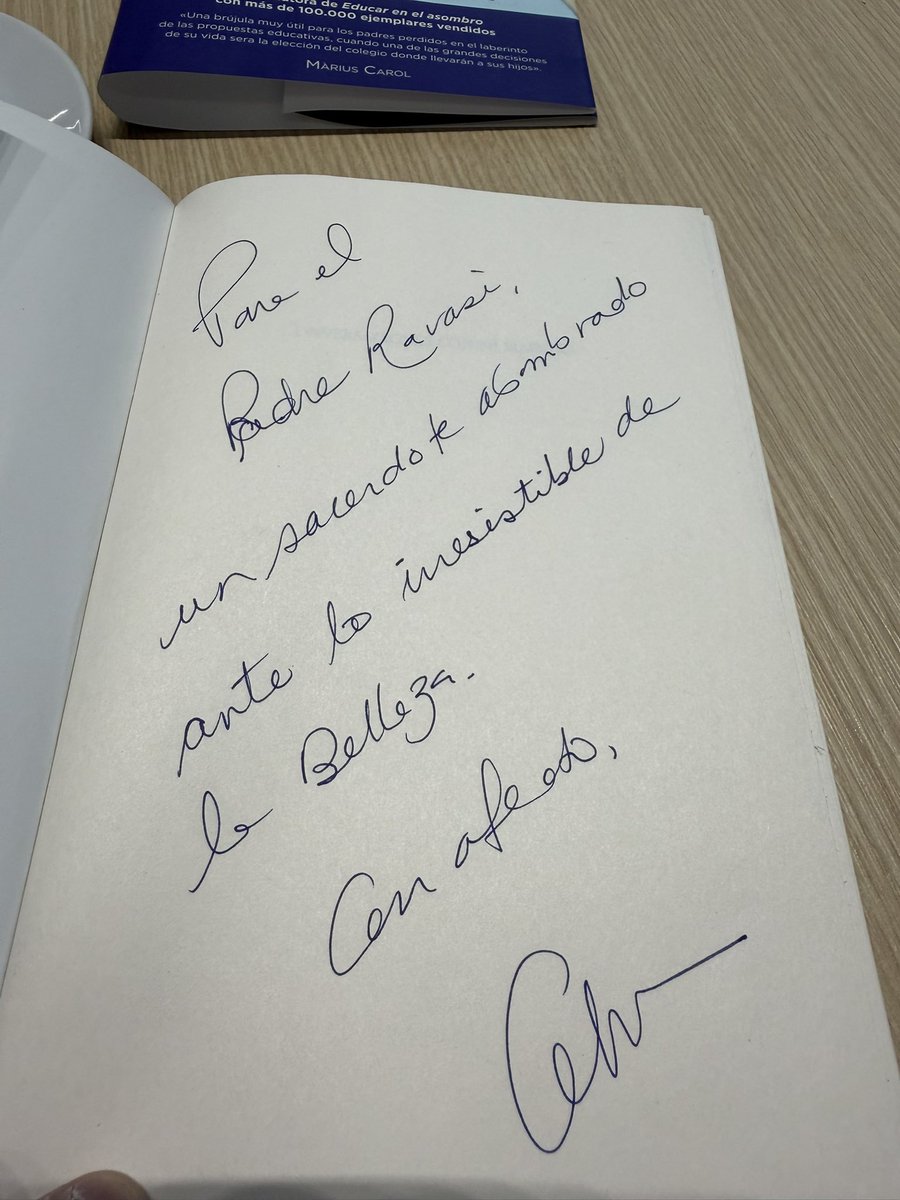 autora de Educar en el asombro
con más de 100.000 ejemplares vendidos
«Una brújula muy útil para los padres perdidos en el laberinto
de las propuestas educativas, cuando una de las grandes decisiones
de su vida sera la elección del colegio donde llevarán a sus hijos».
MÀRIUS CAROL
Para el
Padre Ravasi,
un sacerdote asombrado
ante lo irresistible de
la Belleza.
Con afecto,